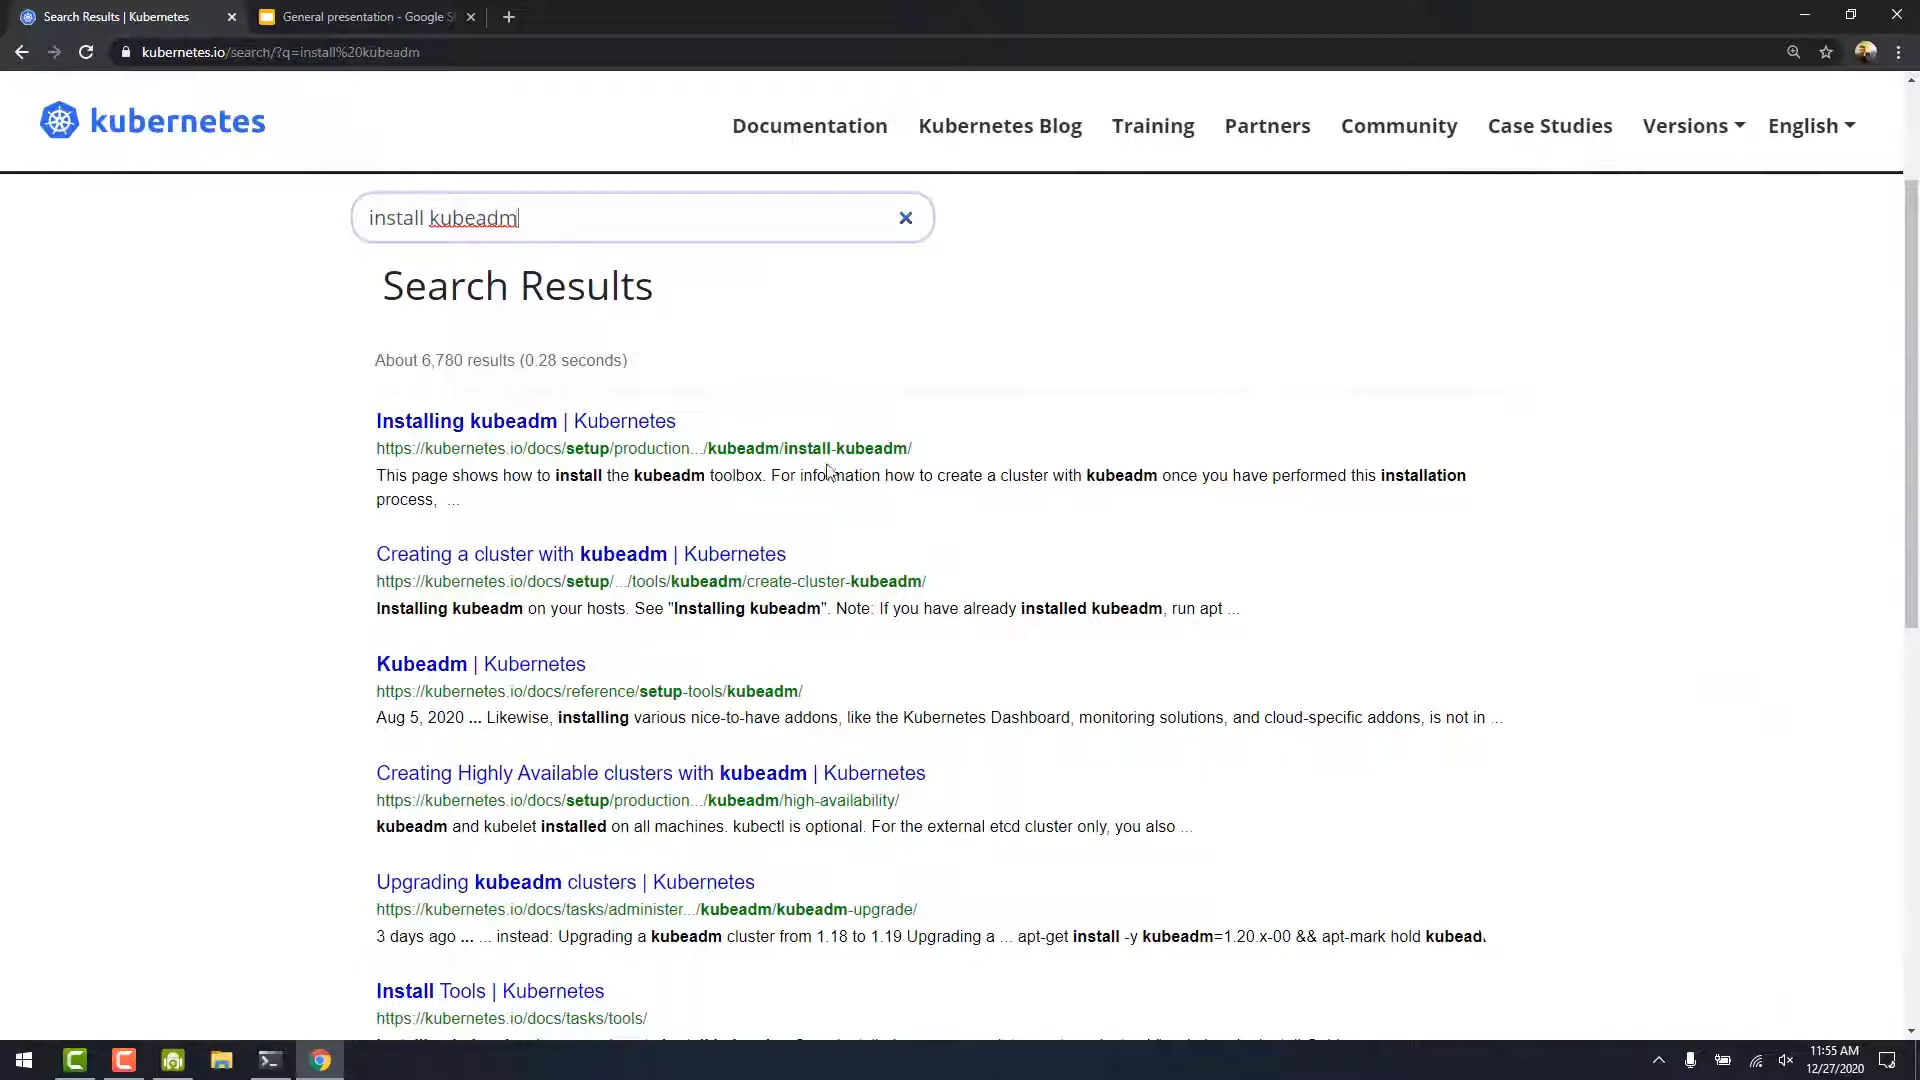 Search Results | Kubernetes
General presentation - Google S
kubernetes.io/search/?q=install%20kubeadm
kubernetes
Documentation
Kubernetes Blog
Training
Partners
Community
Case Studies
Versions
English
install kubeadm
Search Results
About 6,780 results (0.28 seconds)
Installing kubeadm | Kubernetes
https://kubernetes.io/docs/setup/production.../kubeadm/install-kubeadm/
This page shows how to install the kubeadm toolbox. For information how to create a cluster with kubeadm once you have performed this installation
process, ...
Creating a cluster with kubeadm | Kubernetes
https://kubernetes.io/docs/setup/.../tools/kubeadm/create-cluster-kubeadm/
Installing kubeadm on your hosts. See "Installing kubeadm". Note: If you have already installed kubeadm, run apt ...
Kubeadm | Kubernetes
https://kubernetes.io/docs/reference/setup-tools/kubeadm/
Aug 5, 2020 ... Likewise, installing various nice-to-have addons, like the Kubernetes Dashboard, monitoring solutions, and cloud-specific addons, is not in ...
Creating Highly Available clusters with kubeadm | Kubernetes
https://kubernetes.io/docs/setup/production.../kubeadm/high-availability/
kubeadm and kubelet installed on all machines. kubectl is optional. For the external etcd cluster only, you also ...
Upgrading kubeadm clusters | Kubernetes
https://kubernetes.io/docs/tasks/administer.../kubeadm/kubeadm-upgrade/
3 days ago ... ... instead: Upgrading a kubeadm cluster from 1.18 to 1.19 Upgrading a ... apt-get install -y kubeadm=1.20.x-00 && apt-mark hold kubead.
Install Tools | Kubernetes
https://kubernetes.io/docs/tasks/tools/
11:55 AM
12/27/2020